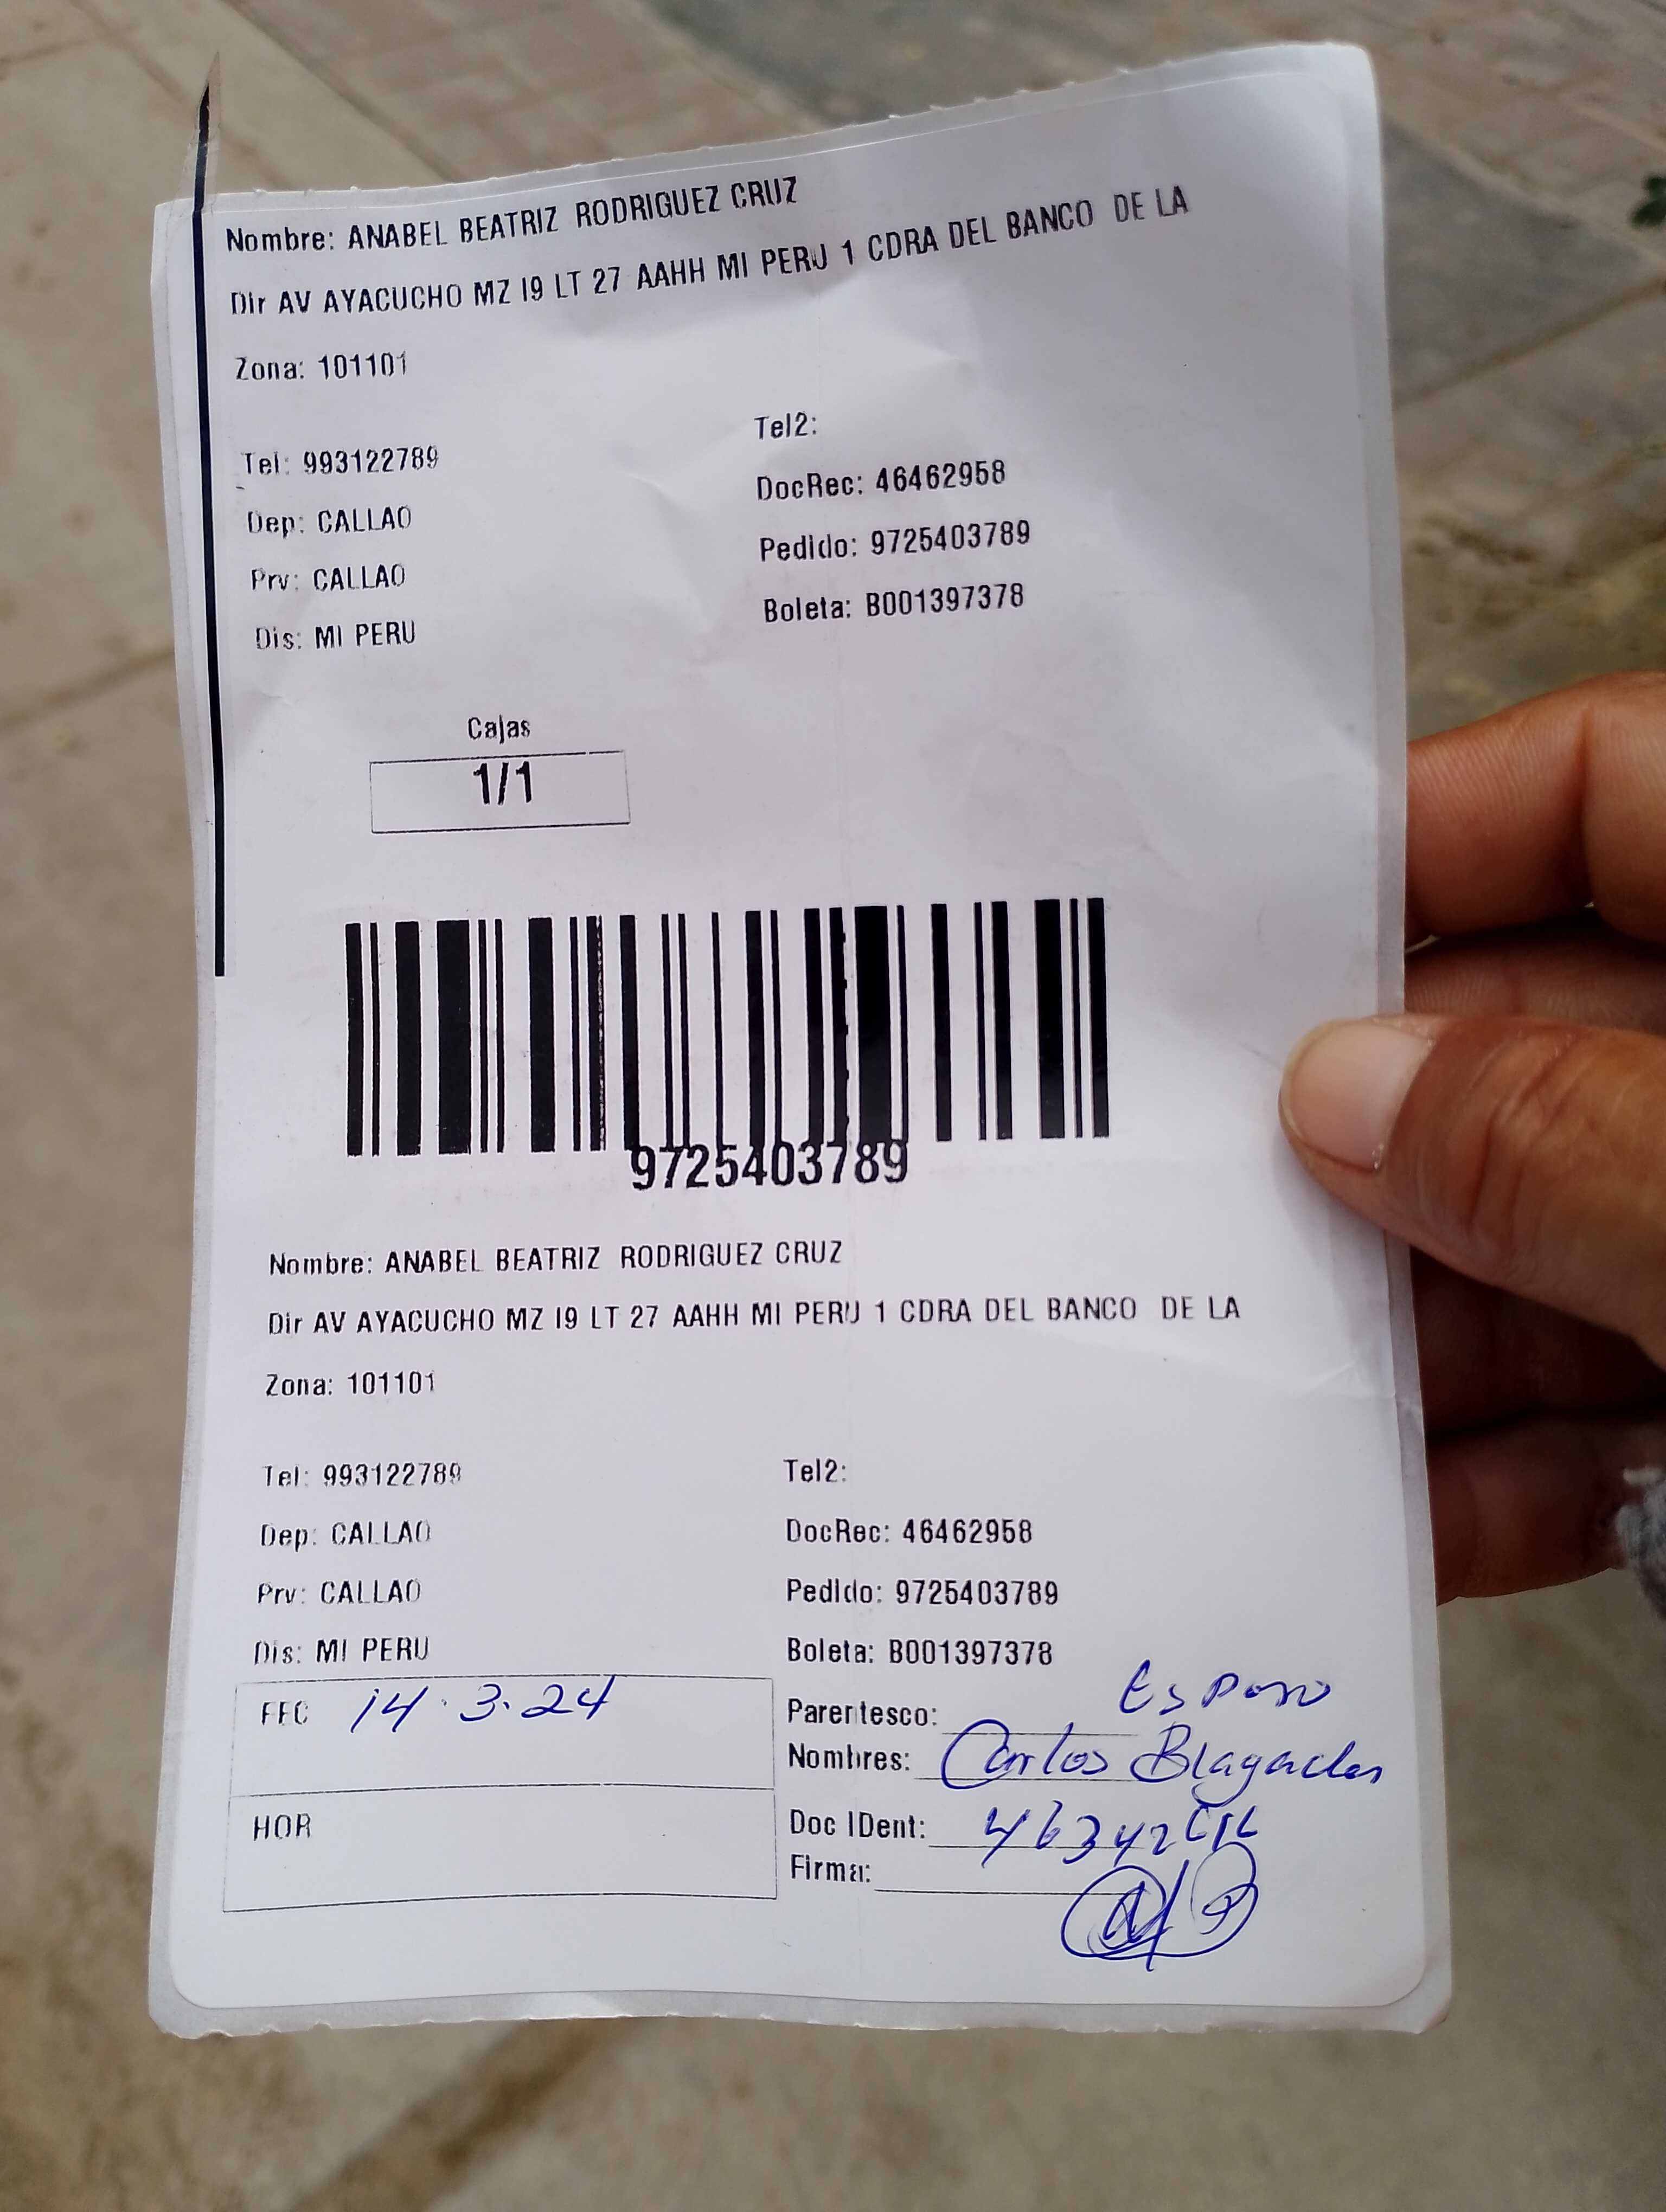 Nombre: ANABEL BEATRIZ RODRIGUEZ CRUZ
Dir AV AYACUCHO MZ I9 LT 27 AAHH MI PERU 1 CDRA DEL BANCO DE LA
Zona: 101101
Tel: 993122789 Tel2:
Dep: CALLAO DocRec: 46462958
Prv: CALLAO Pedido: 9725403789
Dis: MI PERU Boleta: B001397378
Cajas
1/1
9725403789
Nombre: ANABEL BEATRIZ RODRIGUEZ CRUZ
Dir AV AYACUCHO MZ I9 LT 27 AAHH MI PERU 1 CDRA DEL BANCO DE LA
Zona: 101101
Tel: 993122789 Tel2:
Dep: CALLAO DocRec: 46462958
Prv: CALLAO Pedido: 9725403789
Dis: MI PERU Boleta: B001397378
FEC 14.3.24 Parentesco: Esposo
Nombres: Carlos
HOR Doc IDent:
Firma: